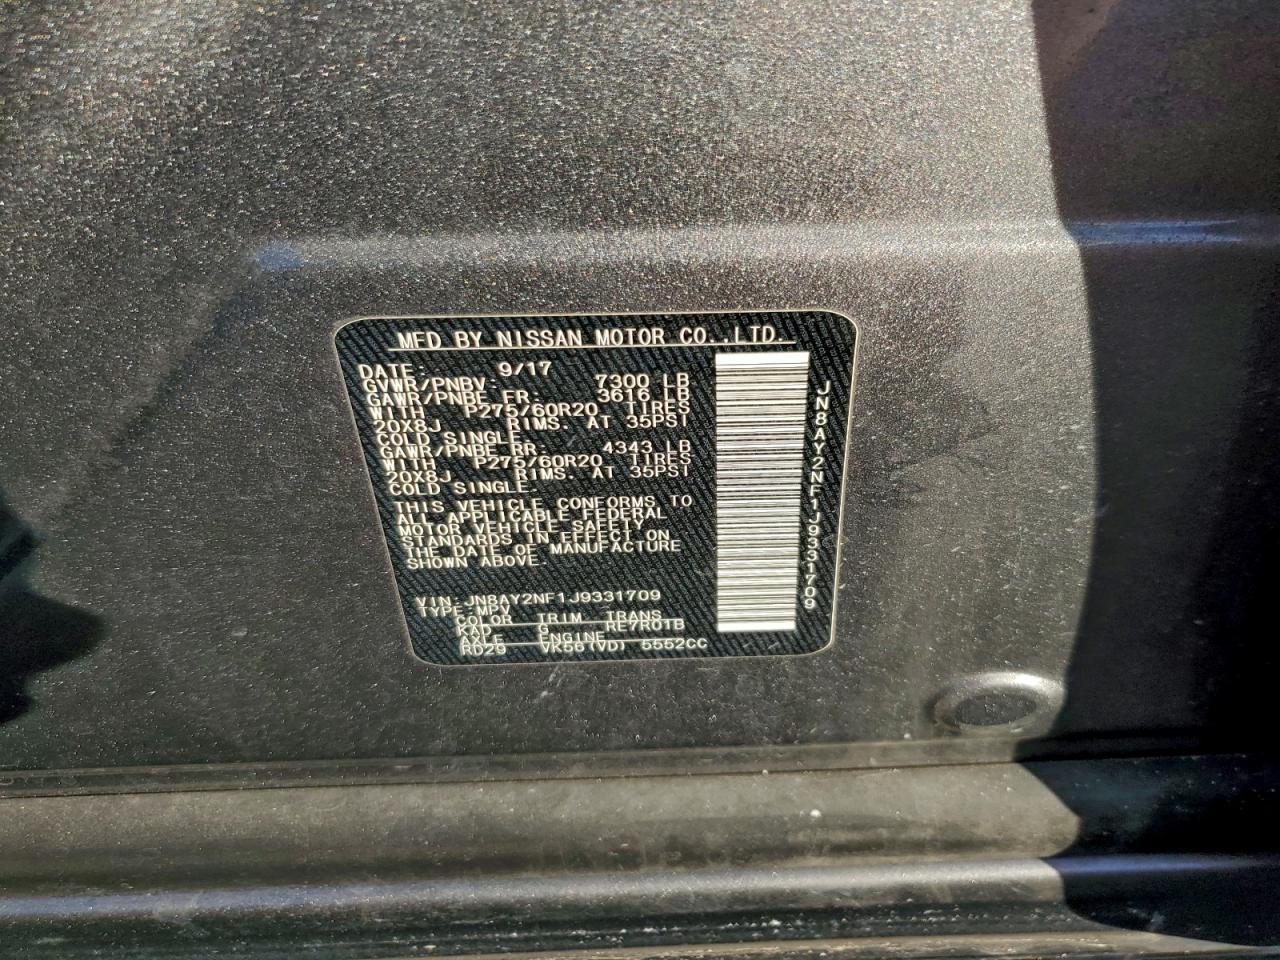 MFD BY NISSAN MOTOR CO.,LTD.
DATE: 9/17
GVWR/PNBV: 7300 LB
GAWR/PNBE FR: 3616 LB
WITH P275/60R20 TIRES
20X8J RIMS. AT 35PSI
COLD SINGLE
GAWR/PNBE RR: 4343 LB
WITH P275/60R20 TIRES
20X8J RIMS. AT 35PSI
COLD SINGLE.
THIS VEHICLE CONFORMS TO
ALL APPLICABLE FEDERAL
MOTOR VEHICLE SAFETY
STANDARDS IN EFFECT ON
THE DATE OF MANUFACTURE
SHOWN ABOVE.
VIN: JN8AY2NF1J9331709
TYPE: MPV
COLOR TRIM TRANS
KAD G RE7R01B
AXLE ENGINE
RD29 VK56(VD) 5552CC
JN8AY2NF1J9331709